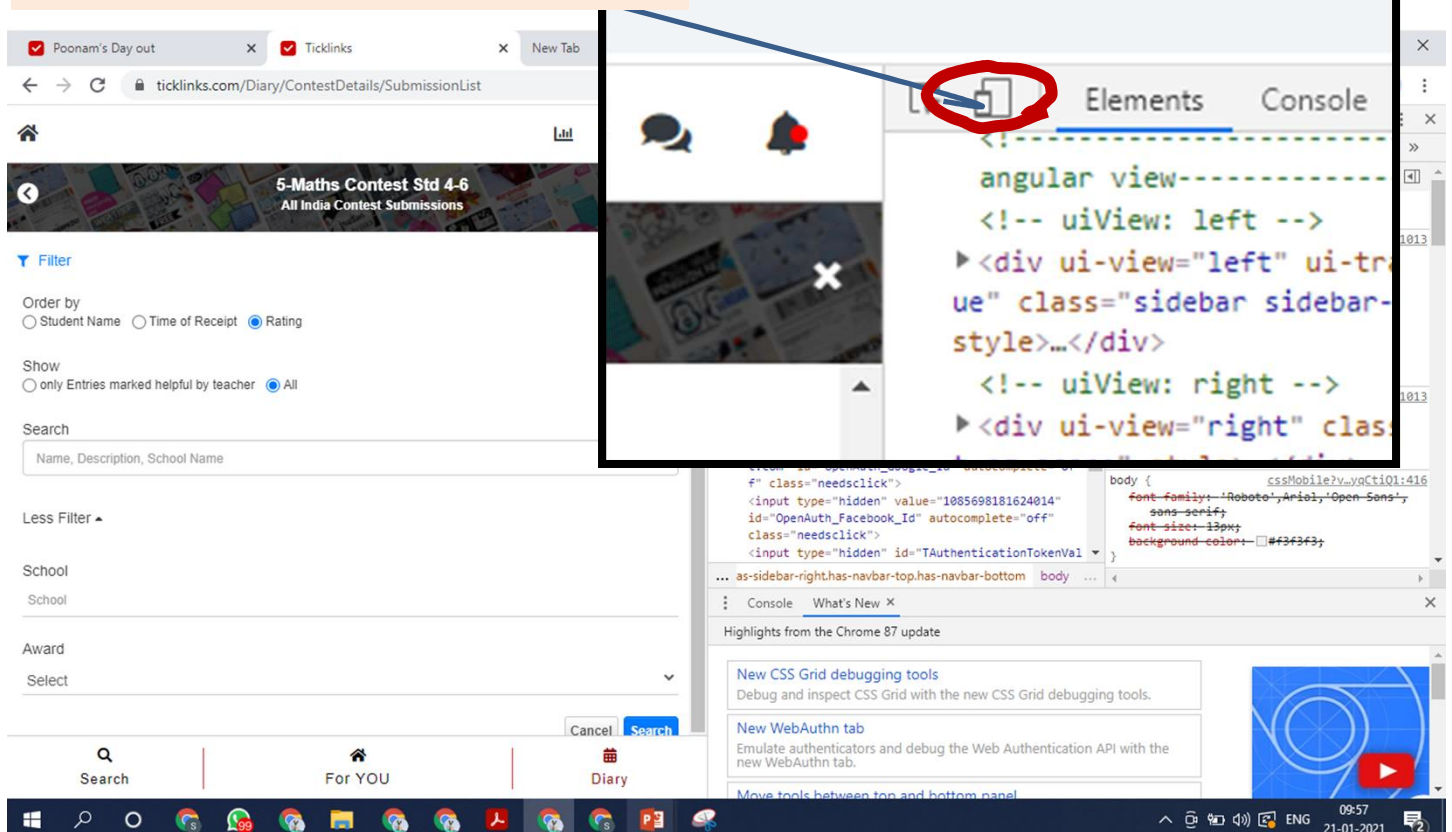 Poonam's Day out
Ticklinks
New Tab
ticklinks.com/Diary/ContestDetails/SubmissionList
5-Maths Contest Std 4-6
All India Contest Submissions
Filter
Order by
Student Name Time of Receipt Rating
Show
only Entries marked helpful by teacher All
Search
Name, Description, School Name
Less Filter
School
School
Award
Select
Cancel Search
Search
For YOU
Diary
Elements Console
<!------------------------
angular view-------------
<!-- uiView: left -->
<div ui-view="left" ui-tr
ue" class="sidebar sidebar-
style>…</div>
<!-- uiView: right -->
<div ui-view="right" clas
1013
1013
f" class="needsclick">
<input type="hidden" value="1085698181624014"
id="OpenAuth_Facebook_Id" autocomplete="off"
class="needsclick">
<input type="hidden" id="TAuthenticationTokenVal
body { cssMobile?v…yqCtiQ1:416
font-family: 'Roboto',Arial,'Open Sans',
sans-serif;
font-size: 13px;
background-color: #f3f3f3;
}
... as-sidebar-right.has-navbar-top.has-navbar-bottom body ...
Console What's New ×
Highlights from the Chrome 87 update
New CSS Grid debugging tools
Debug and inspect CSS Grid with the new CSS Grid debugging tools.
New WebAuthn tab
Emulate authenticators and debug the Web Authentication API with the
new WebAuthn tab.
Move tools between top and bottom panel
99
ENG
09:57
21-01-2021
2